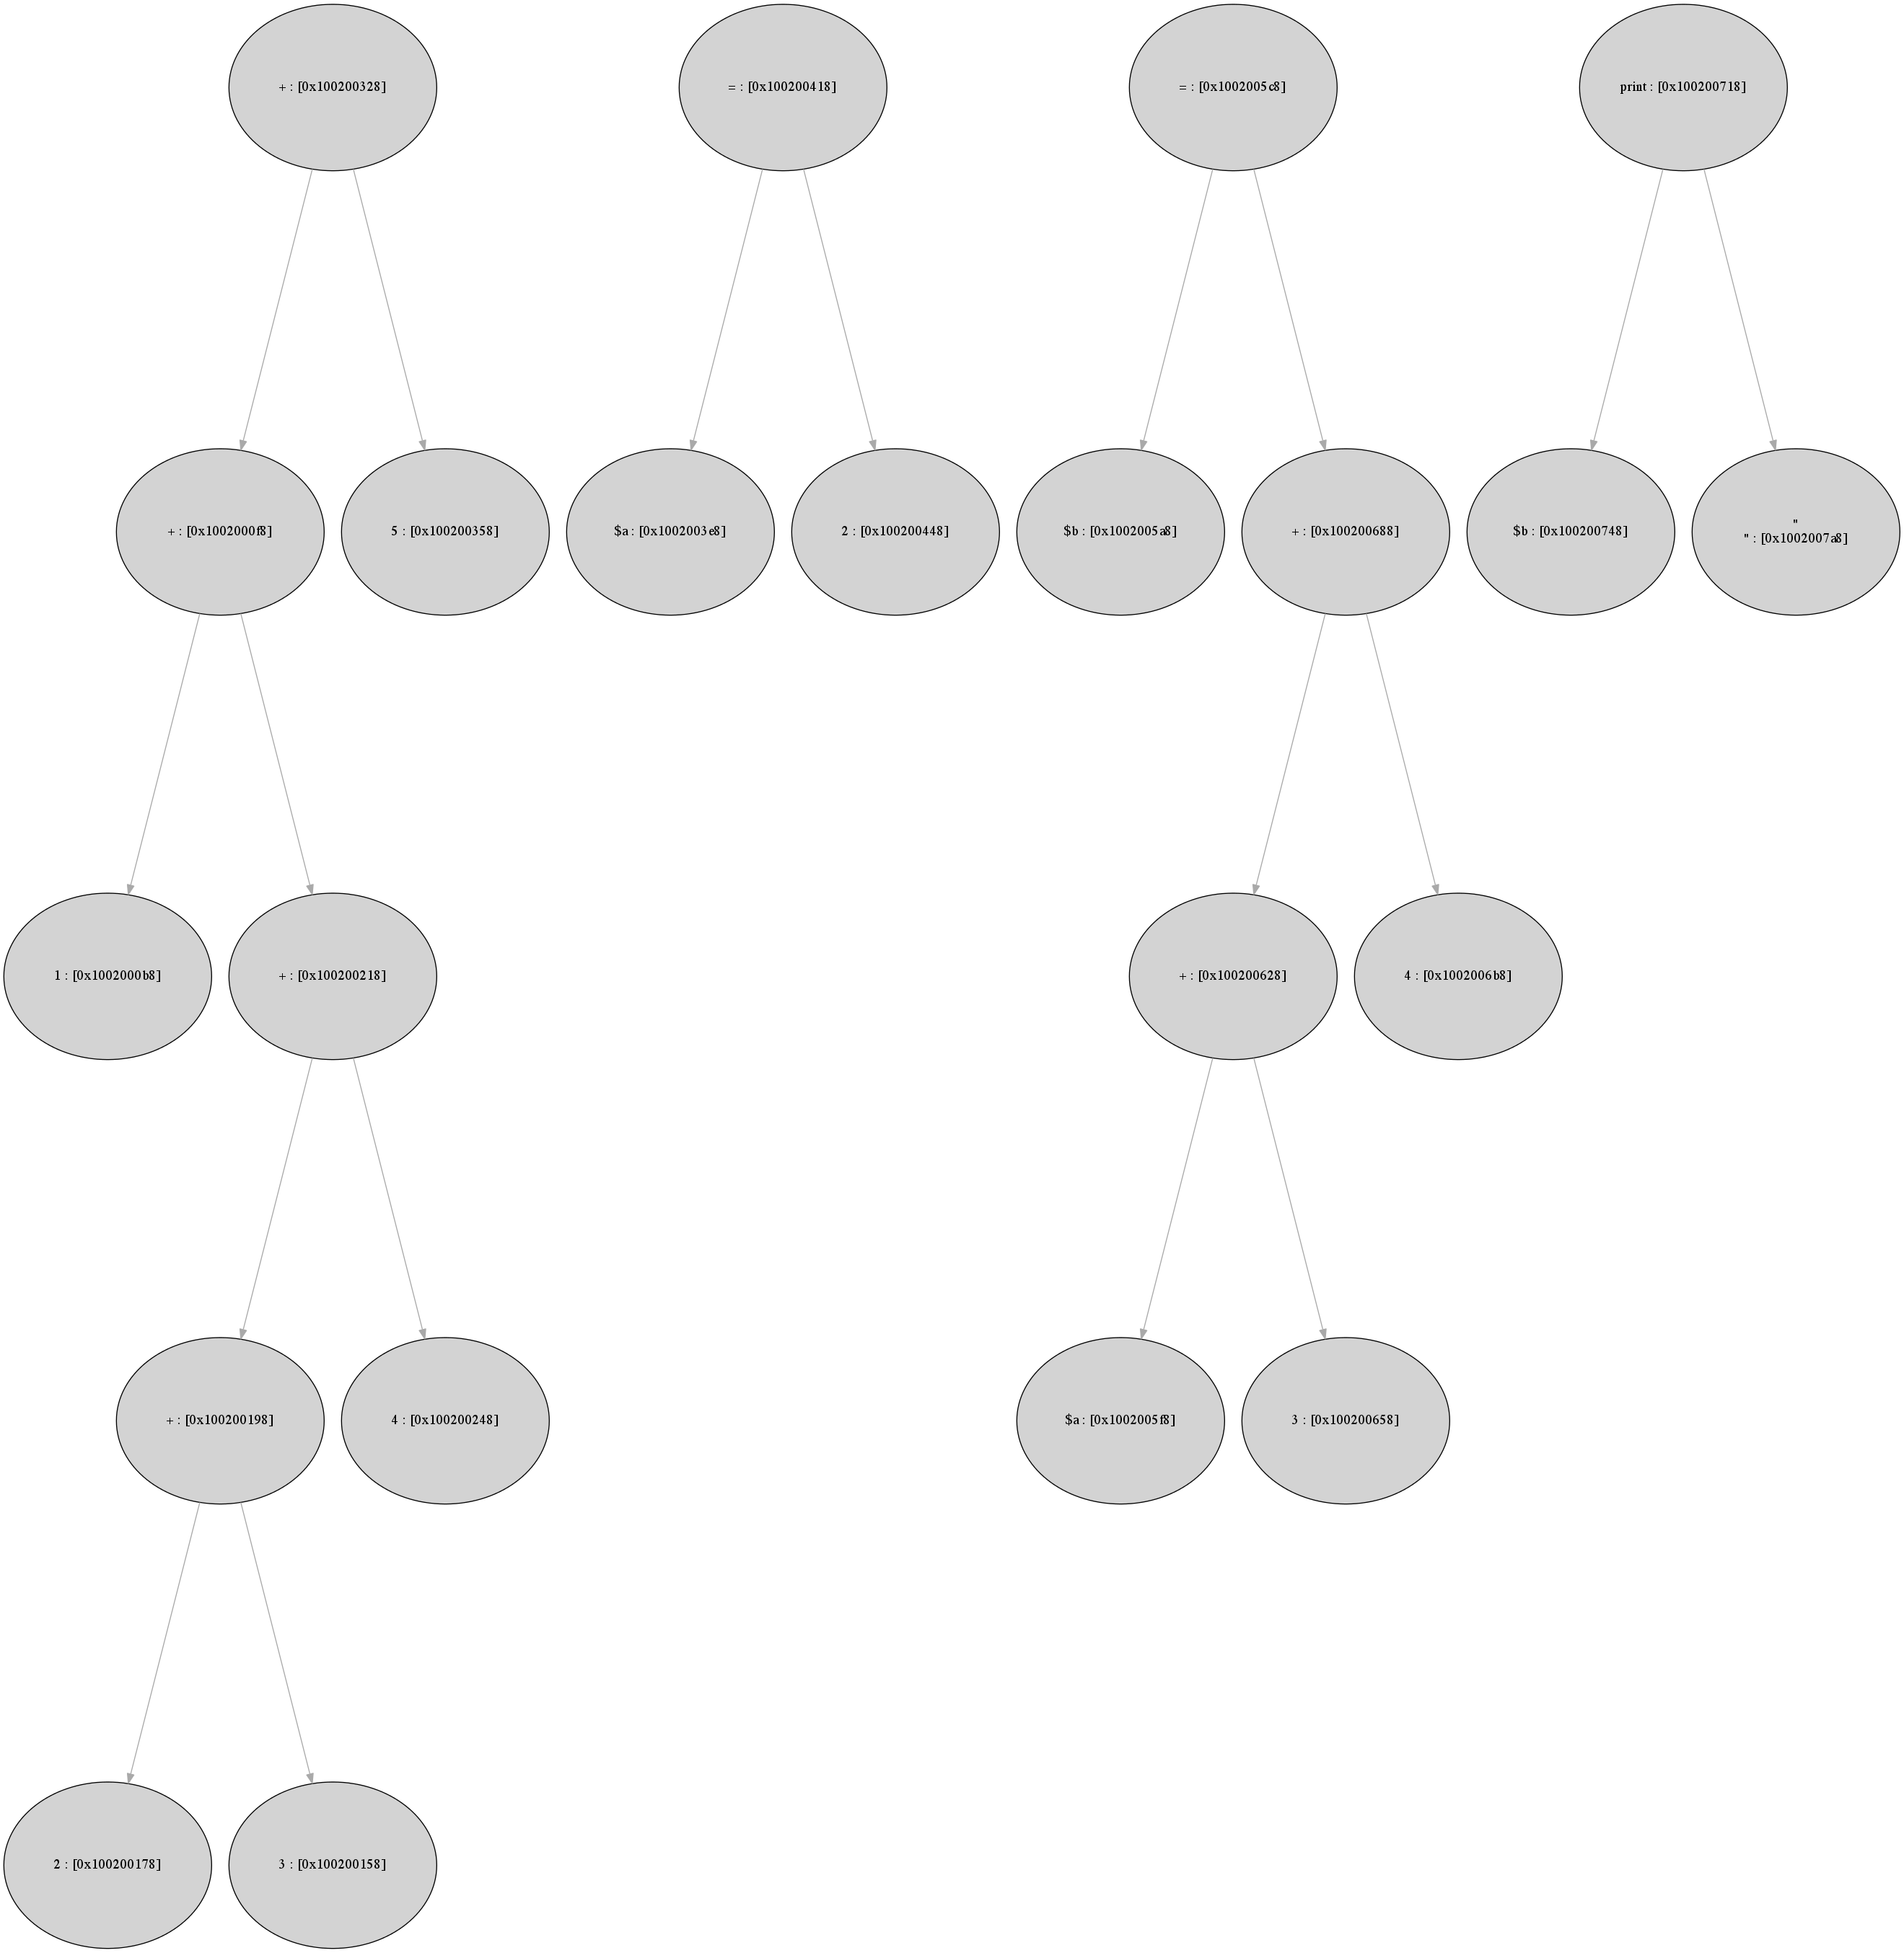 + : [0x100200328]
= : [0x100200418]
= : [0x1002005c8]
print : [0x100200718]
+ : [0x1002000f8]
5 : [0x100200358]
$a : [0x1002003e8]
2 : [0x100200448]
$b : [0x1002005a8]
+ : [0x100200688]
$b : [0x100200748]
"
" : [0x1002007a8]
1 : [0x1002000b8]
+ : [0x100200218]
+ : [0x100200628]
4 : [0x1002006b8]
+ : [0x100200198]
4 : [0x100200248]
$a : [0x1002005f8]
3 : [0x100200658]
2 : [0x100200178]
3 : [0x100200158]